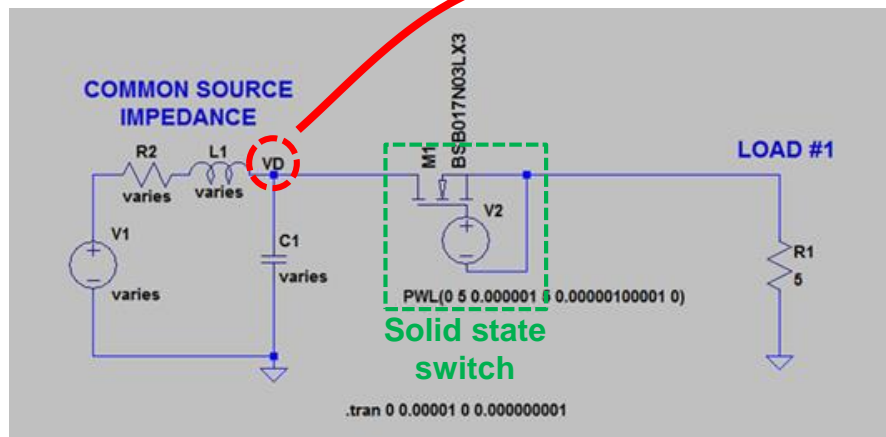 COMMON SOURCE
IMPEDANCE
R2
L1
VD
varies
varies
V1
varies
C1
varies
M1
BSB017N03LX3
V2
PWL(0 5 0.000001 5 0.00000100001 0)
Solid state
switch
LOAD #1
R1
5
.tran 0 0.00001 0 0.000000001